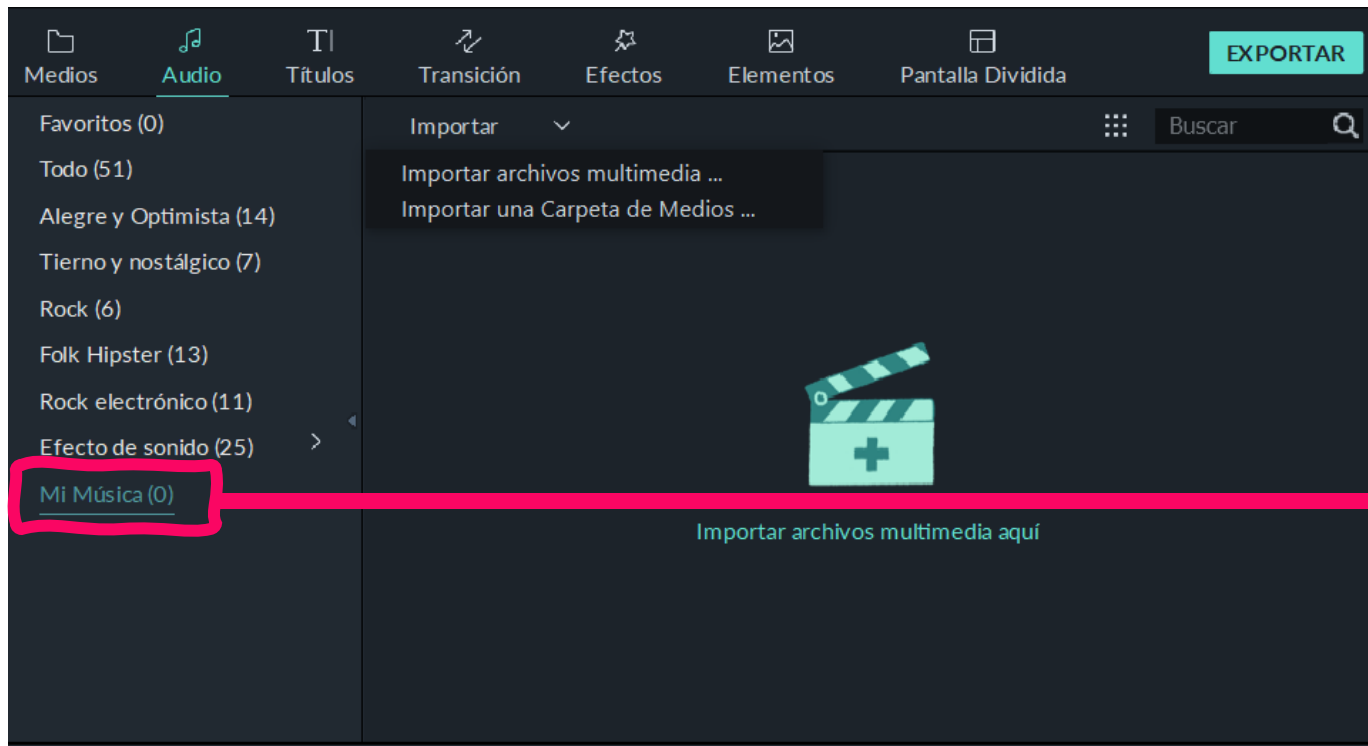 Medios Audio Títulos Transición Efectos Elementos Pantalla Dividida EXPORTAR
Favoritos (0)
Todo (51)
Alegre y Optimista (14)
Tierno y nostálgico (7)
Rock (6)
Folk Hipster (13)
Rock electrónico (11)
Efecto de sonido (25)
Mi Música (0)
Importar
Buscar
Importar archivos multimedia ...
Importar una Carpeta de Medios ...
Importar archivos multimedia aquí